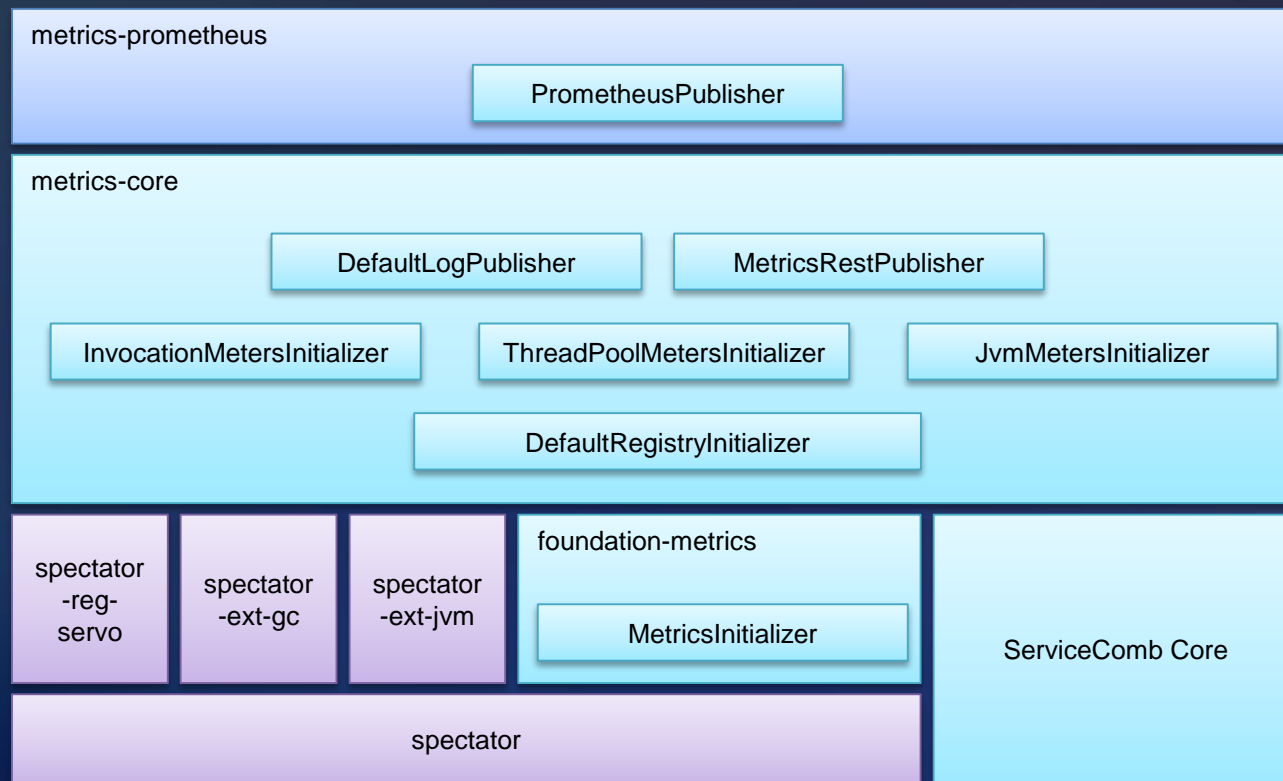 metrics-prometheus
PrometheusPublisher
metrics-core
DefaultLogPublisher
MetricsRestPublisher
InvocationMetersInitializer
ThreadPoolMetersInitializer
JvmMetersInitializer
DefaultRegistryInitializer
spectator
-reg-
servo
spectator
-ext-gc
spectator
-ext-jvm
foundation-metrics
MetricsInitializer
ServiceComb Core
spectator